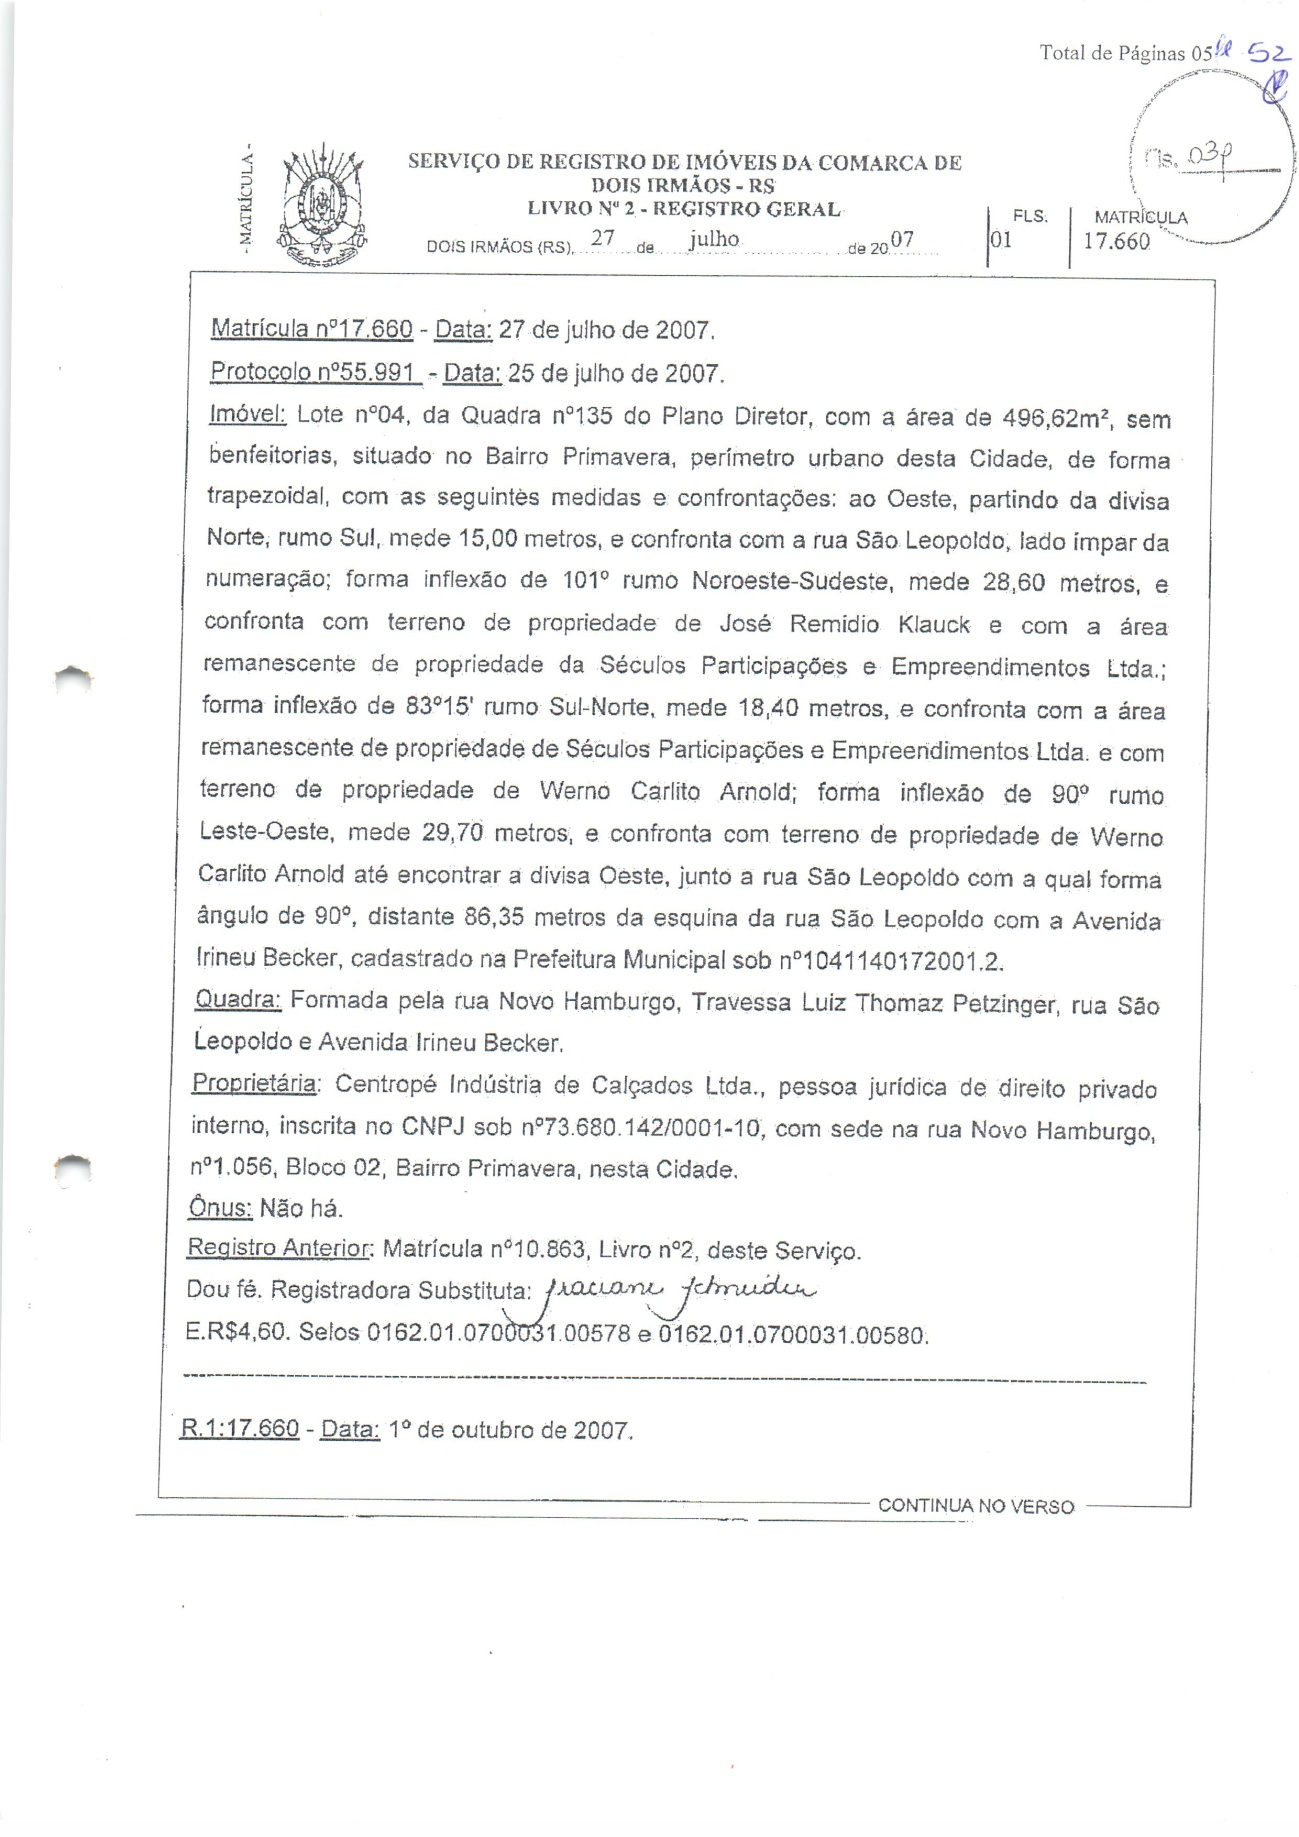 Total de Páginas 05
52
Fls. 03
- MATRÍCULA -
SERVIÇO DE REGISTRO DE IMÓVEIS DA COMARCA DE
DOIS IRMÃOS - RS
LIVRO Nº 2 - REGISTRO GERAL
DOIS IRMÃOS (RS), 27 de julho de 2007
FLS.
01
MATRÍCULA
17.660
Matrícula nº17.660 - Data: 27 de julho de 2007.
Protocolo nº55.991 - Data: 25 de julho de 2007.
Imóvel: Lote nº04, da Quadra nº135 do Plano Diretor, com a área de 496,62m², sem
benfeitorias, situado no Bairro Primavera, perímetro urbano desta Cidade, de forma
trapezoidal, com as seguintes medidas e confrontações: ao Oeste, partindo da divisa
Norte, rumo Sul, mede 15,00 metros, e confronta com a rua São Leopoldo, lado ímpar da
numeração; forma inflexão de 101º rumo Noroeste-Sudeste, mede 28,60 metros, e
confronta com terreno de propriedade de José Remidio Klauck e com a área
remanescente de propriedade da Séculos Participações e Empreendimentos Ltda.;
forma inflexão de 83º15' rumo Sul-Norte, mede 18,40 metros, e confronta com a área
remanescente de propriedade de Séculos Participações e Empreendimentos Ltda. e com
terreno de propriedade de Werno Carlito Arnold; forma inflexão de 90º rumo
Leste-Oeste, mede 29,70 metros, e confronta com terreno de propriedade de Werno
Carlito Arnold até encontrar a divisa Oeste, junto a rua São Leopoldo com a qual forma
ângulo de 90º, distante 86,35 metros da esquina da rua São Leopoldo com a Avenida
Irineu Becker, cadastrado na Prefeitura Municipal sob nº1041140172001.2.
Quadra: Formada pela rua Novo Hamburgo, Travessa Luiz Thomaz Petzinger, rua São
Leopoldo e Avenida Irineu Becker.
Proprietária: Centropé Indústria de Calçados Ltda., pessoa jurídica de direito privado
interno, inscrita no CNPJ sob nº73.680.142/0001-10, com sede na rua Novo Hamburgo,
nº1.056, Bloco 02, Bairro Primavera, nesta Cidade.
Ônus: Não há.
Registro Anterior: Matrícula nº10.863, Livro nº2, deste Serviço.
Dou fé. Registradora Substituta: Graciane Schneider
E.R$4,60. Selos 0162.01.0700031.00578 e 0162.01.0700031.00580.
R.1:17.660 - Data: 1º de outubro de 2007.
CONTINUA NO VERSO